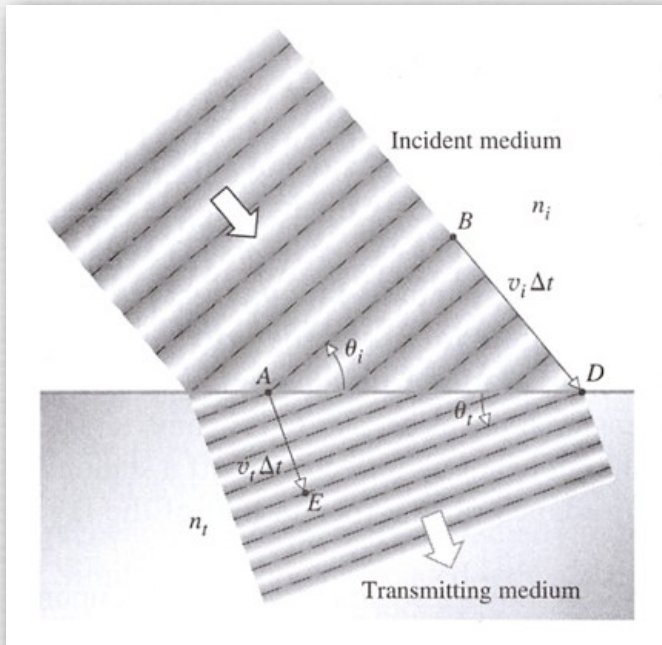 Incident medium
B
n_i
v_i Δt
θ_i
A
D
θ_t
v_t Δt
E
n_t
Transmitting medium